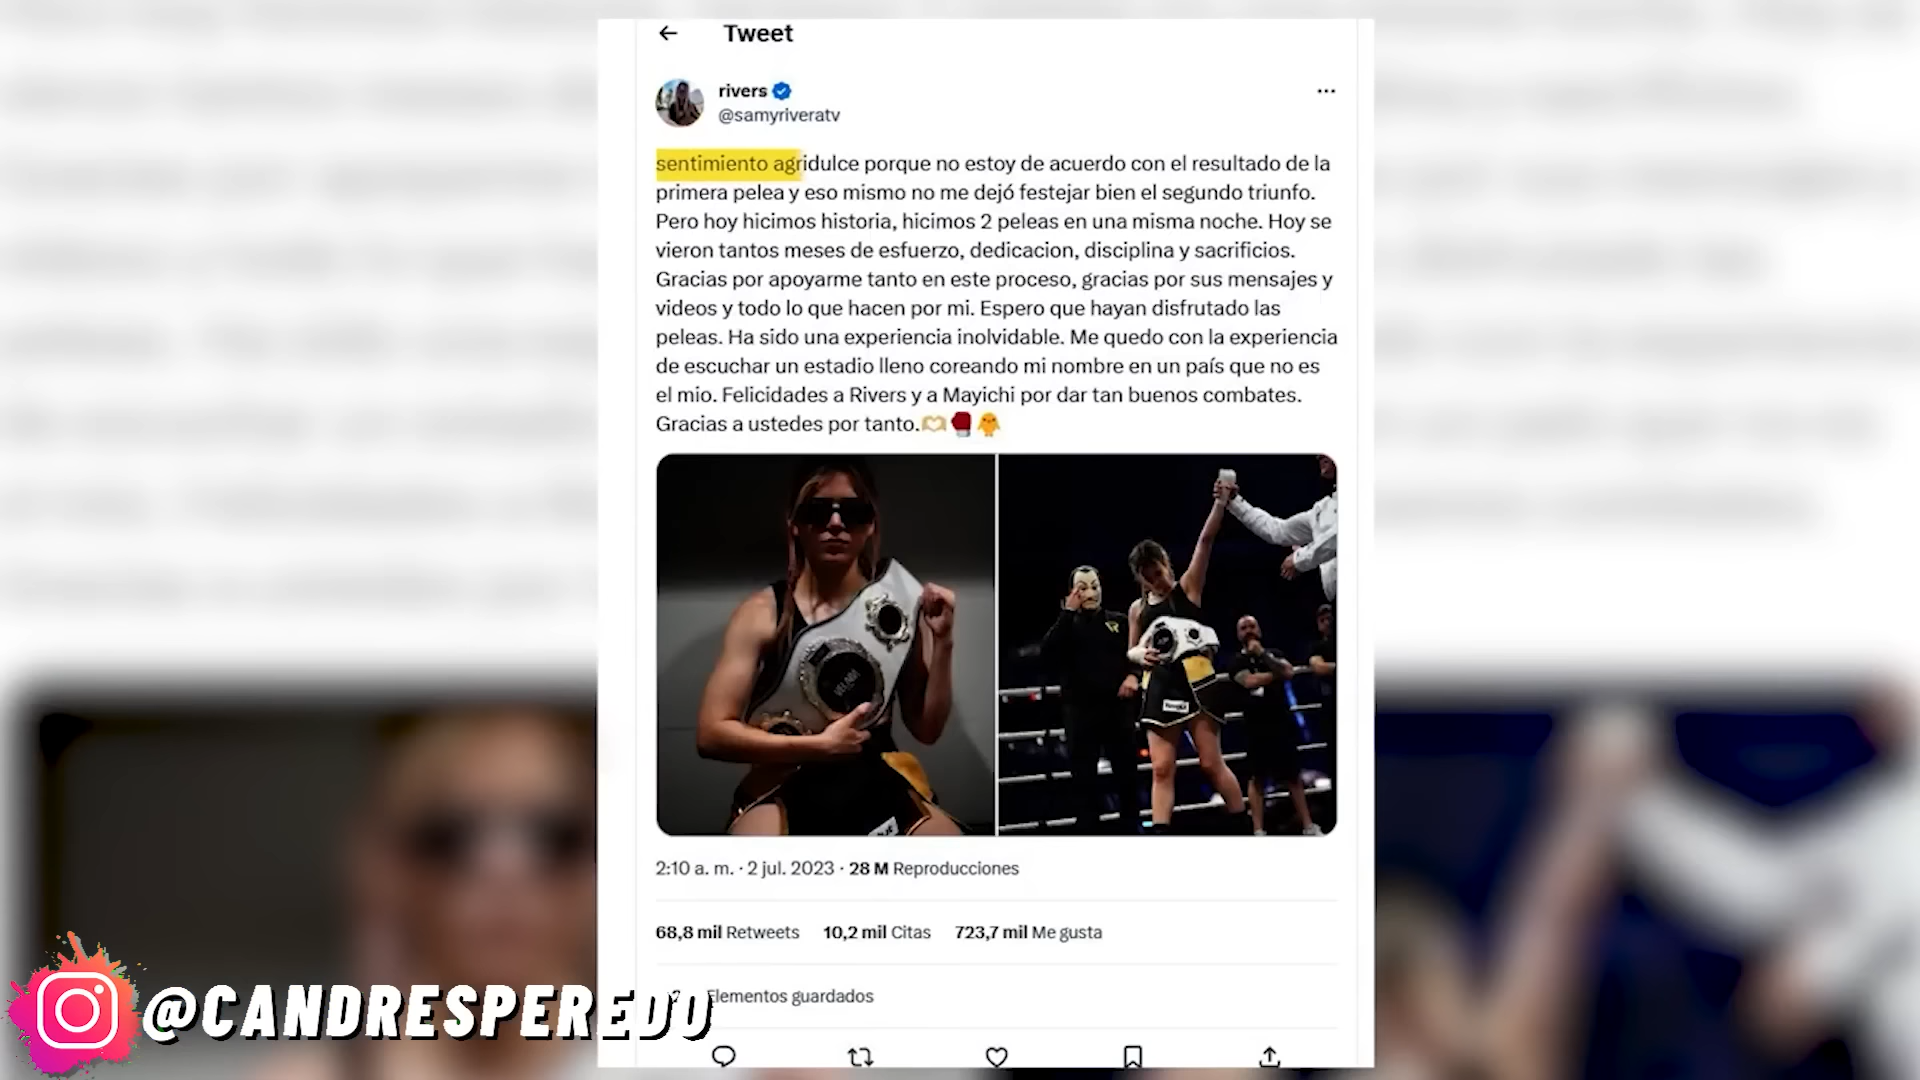 Tweet
rivers
@samyriveratv
sentimiento agridulce porque no estoy de acuerdo con el resultado de la
primera pelea y eso mismo no me dejó festejar bien el segundo triunfo.
Pero hoy hicimos historia, hicimos 2 peleas en una misma noche. Hoy se
vieron tantos meses de esfuerzo, dedicacion, disciplina y sacrificios.
Gracias por apoyarme tanto en este proceso, gracias por sus mensajes y
videos y todo lo que hacen por mi. Espero que hayan disfrutado las
peleas. Ha sido una experiencia inolvidable. Me quedo con la experiencia
de escuchar un estadio lleno coreando mi nombre en un país que no es
el mio. Felicidades a Rivers y a Mayichi por dar tan buenos combates.
Gracias a ustedes por tanto.🫶🏼🥊🐥
2:10 a. m. · 2 jul. 2023 · 28 M Reproducciones
68,8 mil Retweets 10,2 mil Citas 723,7 mil Me gusta
Elementos guardados
@CANDRESPEREDO